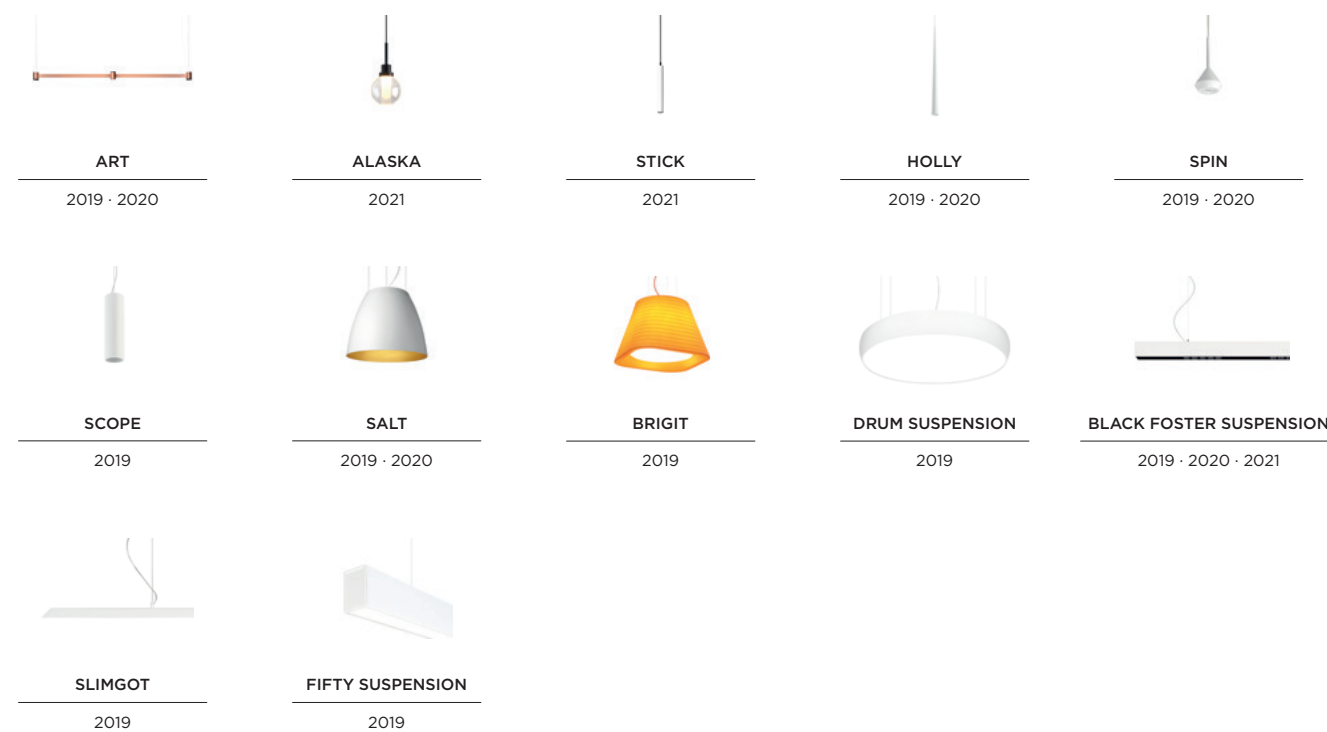 ART
2019 · 2020
ALASKA
2021
STICK
2021
HOLLY
2019 · 2020
SPIN
2019 · 2020
SCOPE
2019
SALT
2019 · 2020
BRIGIT
2019
DRUM SUSPENSION
2019
BLACK FOSTER SUSPENSION
2019 · 2020 · 2021
SLIMGOT
2019
FIFTY SUSPENSION
2019